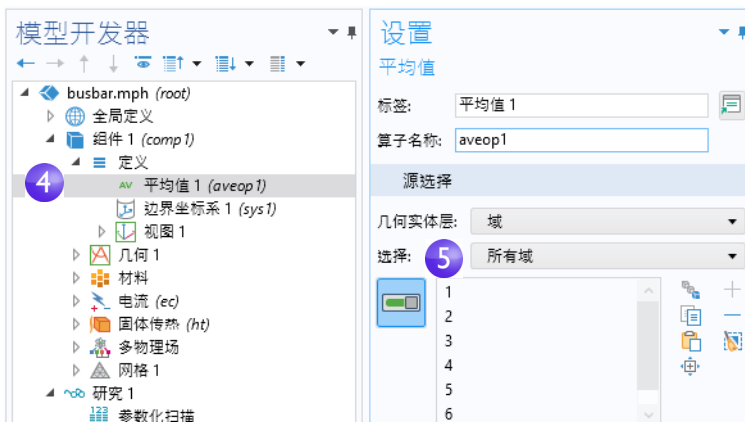 模型开发器
busbar.mph (root)
全局定义
组件 1 (comp1)
定义
4
AV 平均值 1 (aveop1)
边界坐标系 1 (sys1)
视图 1
几何 1
材料
电流 (ec)
固体传热 (ht)
多物理场
网格 1
研究 1
123 参数化扫描
设置
平均值
标签: 平均值 1
算子名称: aveop1
源选择
几何实体层: 域
选择: 5 所有域
1
2
3
4
5
6